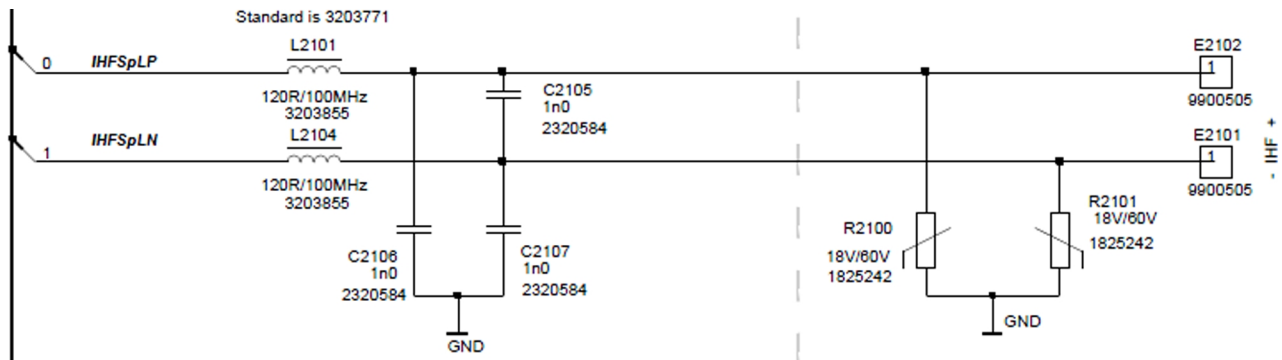 Standard is 3203771
L2101
E2102
0
IHFSpLP
1
C2105
120R/100MHz
1n0
3203855
9900505
2320584
L2104
IHFSpLN
E2101
1
1
- IHF +
120R/100MHz
3203855
9900505
R2101
18V/60V
R2100
1825242
C2106
C2107
18V/60V
1n0
1n0
1825242
2320584
2320584
GND
GND